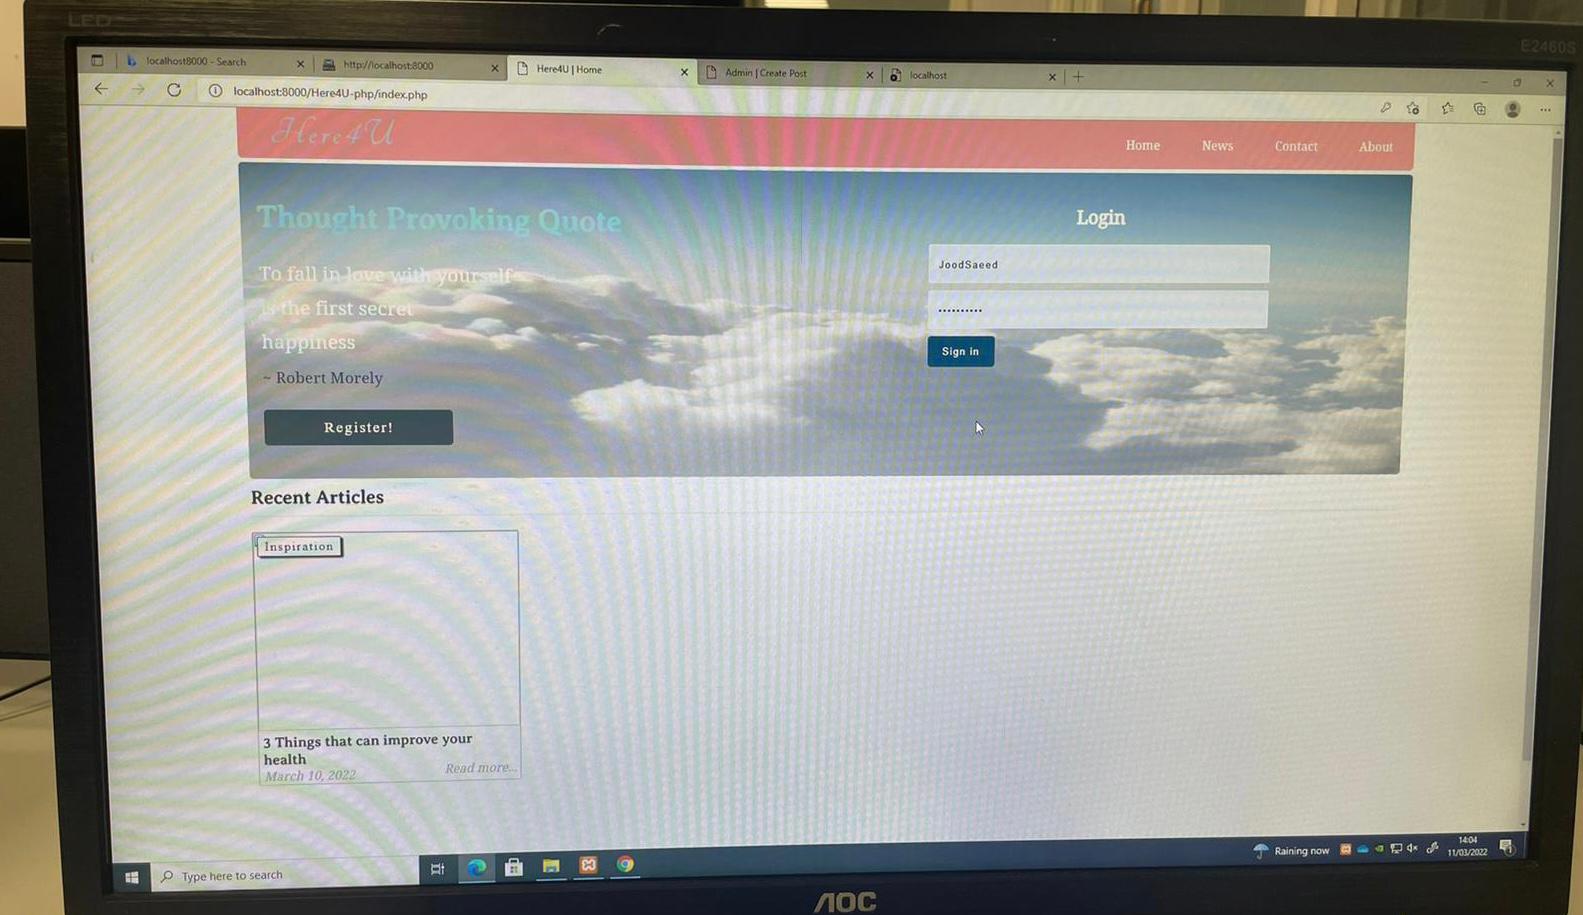 LED
E2460S
localhost8000 - Search
http://localhost:8000
Here4U | Home
Admin | Create Post
localhost
localhost:8000/Here4U-php/index.php
Here4U
Home
News
Contact
About
Thought Provoking Quote
To fall in love with yourself
is the first secret
happiness
~ Robert Morely
Register!
Login
JoodSaeed
Sign in
Recent Articles
Inspiration
3 Things that can improve your
health
March 10, 2022
Read more...
Type here to search
Raining now
14:04
11/03/2022
AOC